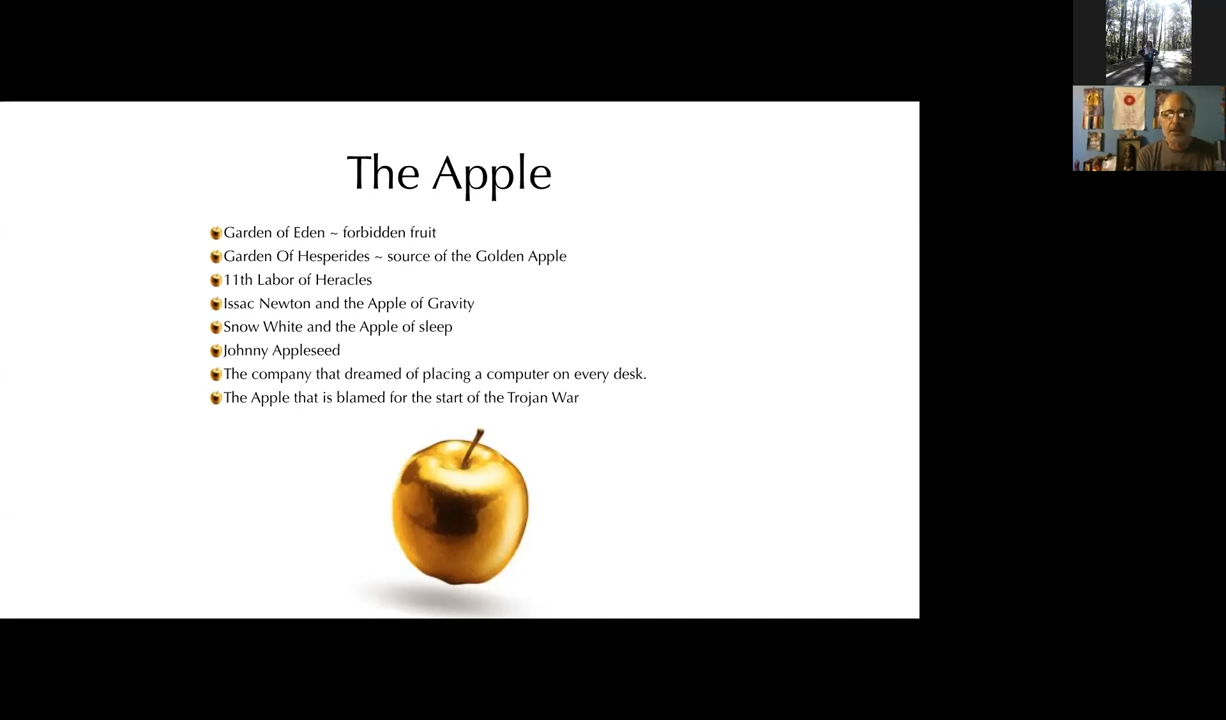 The Apple
Garden of Eden ~ forbidden fruit
Garden Of Hesperides ~ source of the Golden Apple
11th Labor of Heracles
Issac Newton and the Apple of Gravity
Snow White and the Apple of sleep
Johnny Appleseed
The company that dreamed of placing a computer on every desk.
The Apple that is blamed for the start of the Trojan War